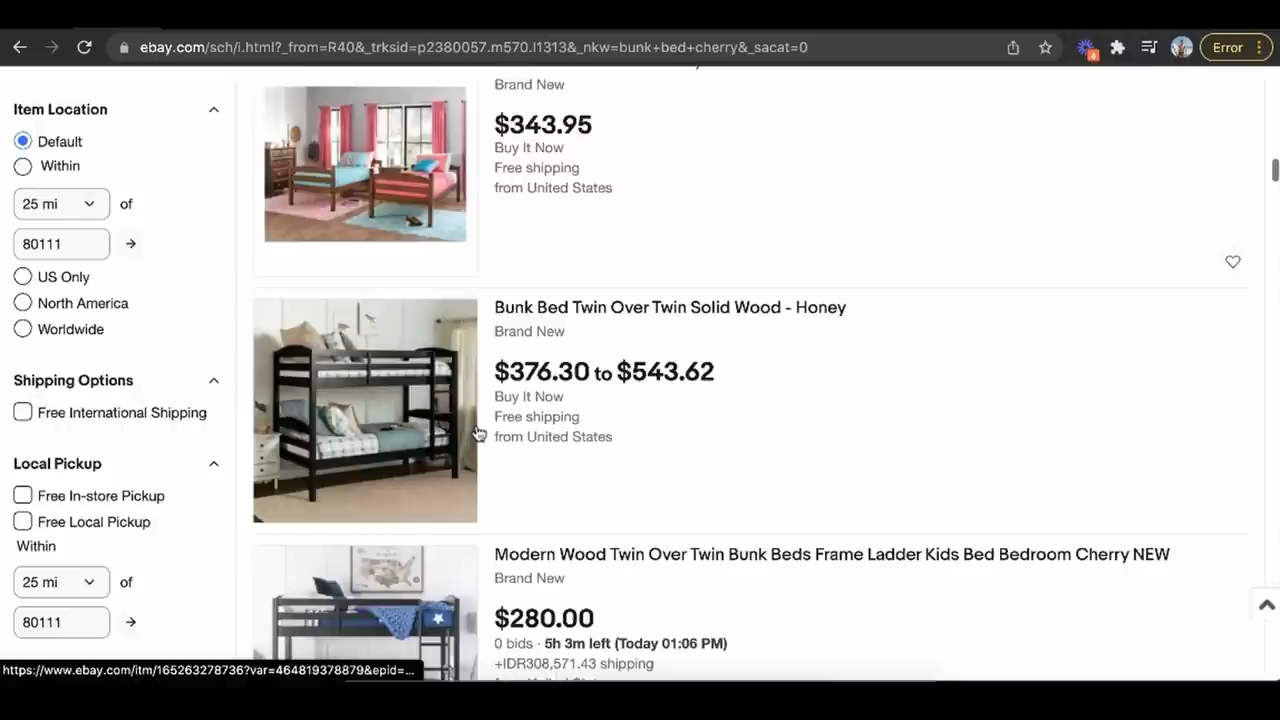 ebay.com/sch/i.html?_from=R40&_trksid=p2380057.m570.l1313&_nkw=bunk+bed+cherry&_sacat=0
4
Error
Item Location
Default
Within
25 mi
of
80111
US Only
North America
Worldwide
Shipping Options
Free International Shipping
Local Pickup
Free In-store Pickup
Free Local Pickup
Within
25 mi
of
80111
https://www.ebay.com/itm/165263278736?var=464819378879&epid=...
Brand New
$343.95
Buy It Now
Free shipping
from United States
Bunk Bed Twin Over Twin Solid Wood - Honey
Brand New
$376.30 to $543.62
Buy It Now
Free shipping
from United States
Modern Wood Twin Over Twin Bunk Beds Frame Ladder Kids Bed Bedroom Cherry NEW
Brand New
$280.00
0 bids · 5h 3m left (Today 01:06 PM)
+IDR308,571.43 shipping